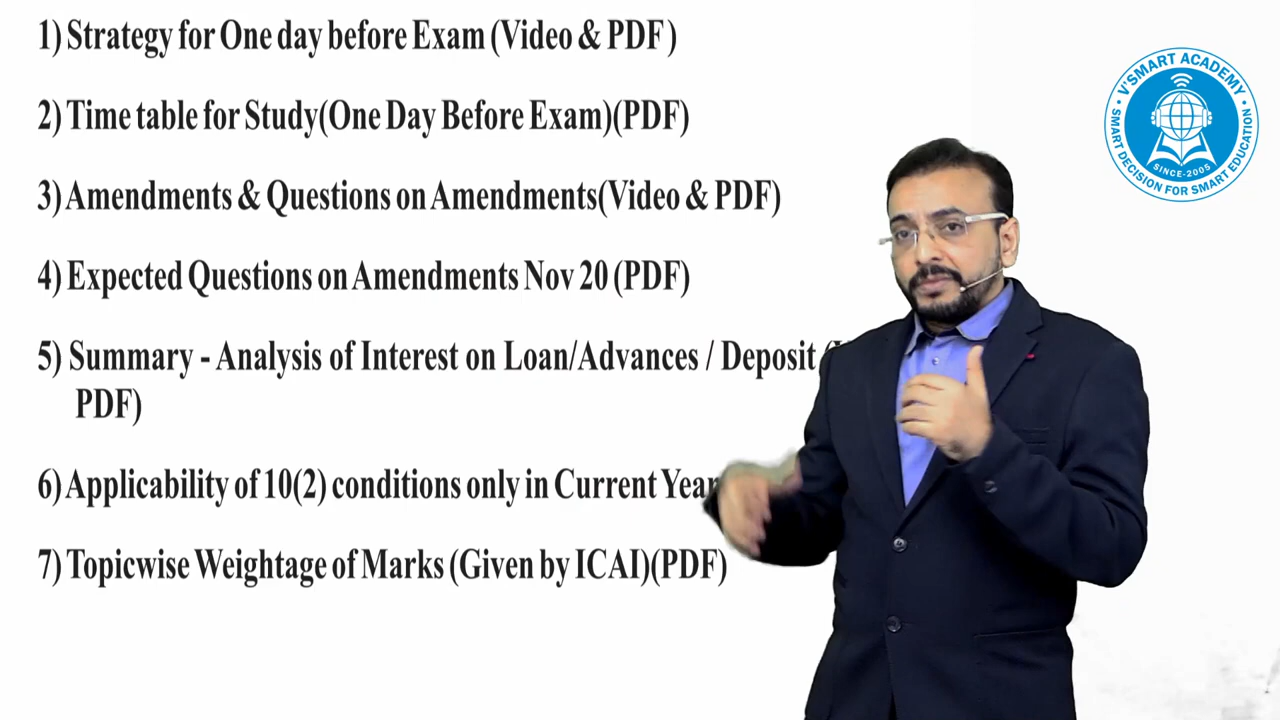 1) Strategy for One day before Exam (Video & PDF)
2) Time table for Study(One Day Before Exam)(PDF)
3) Amendments & Questions on Amendments(Video & PDF)
4) Expected Questions on Amendments Nov 20 (PDF)
5) Summary - Analysis of Interest on Loan/Advances / Deposit
PDF)
6) Applicability of 10(2) conditions only in Current Year
7) Topicwise Weightage of Marks (Given by ICAI)(PDF)
V'SMART ACADEMY
SINCE-2005
SMART DECISION FOR SMART EDUCATION